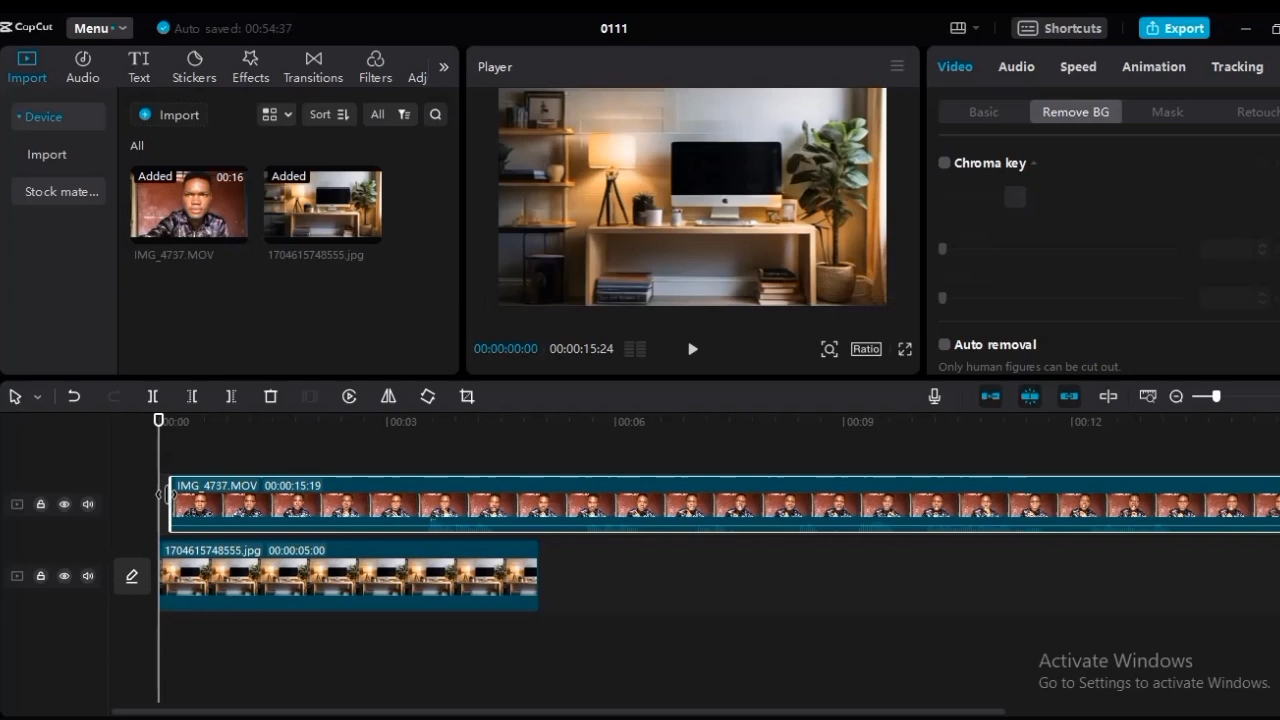 CapCut Menu Auto saved: 00:54:37 0111 Shortcuts Export
Import Audio Text Stickers Effects Transitions Filters Adj
Player
Video Audio Speed Animation Tracking
Device
Import
Stock mate...
Import Sort All
All
Added 00:16 Added
IMG_4737.MOV 1704615748555.jpg
00:00:00:00 00:00:15:24 Ratio
Basic Remove BG Mask Retouc
Chroma key
Auto removal
Only human figures can be cut out.
00:00 00:03 00:06 00:09 00:12
IMG_4737.MOV 00:00:15:19
1704615748555.jpg 00:00:05:00
Activate Windows
Go to Settings to activate Windows.